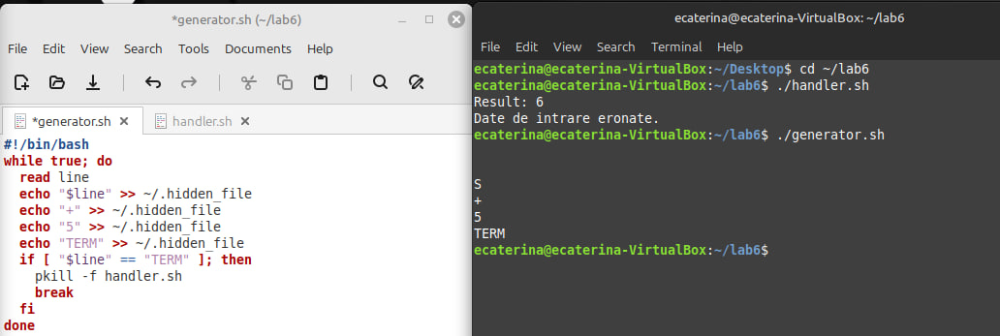 *generator.sh (~/lab6)
File Edit View Search Tools Documents Help
*generator.sh handler.sh
#!/bin/bash
while true; do
  read line
  echo "$line" >> ~/.hidden_file
  echo "+" >> ~/.hidden_file
  echo "5" >> ~/.hidden_file
  echo "TERM" >> ~/.hidden_file
  if [ "$line" == "TERM" ]; then
    pkill -f handler.sh
    break
  fi
done
ecaterina@ecaterina-VirtualBox: ~/lab6
File Edit View Search Terminal Help
ecaterina@ecaterina-VirtualBox:~/Desktop$ cd ~/lab6
ecaterina@ecaterina-VirtualBox:~/lab6$ ./handler.sh
Result: 6
Date de intrare eronate.
ecaterina@ecaterina-VirtualBox:~/lab6$ ./generator.sh
S
+
5
TERM
ecaterina@ecaterina-VirtualBox:~/lab6$